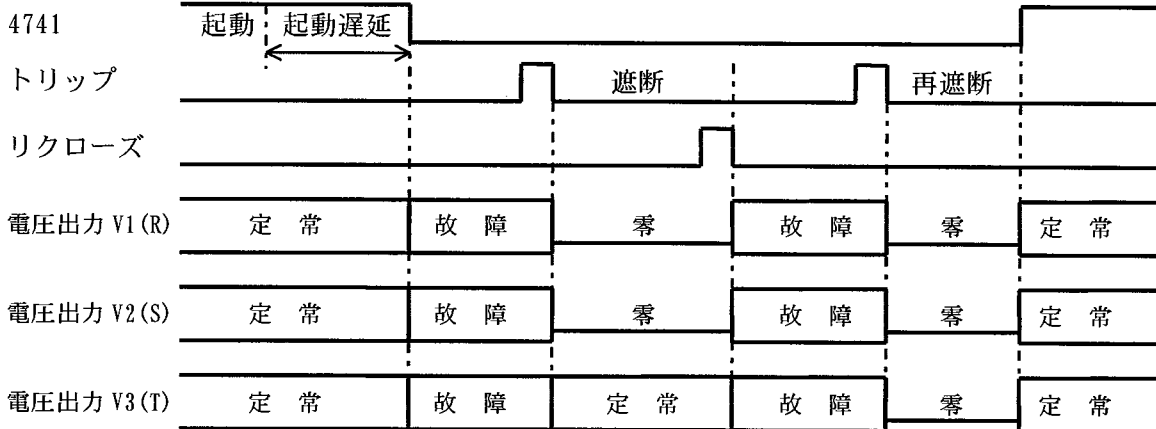 4741 起動 起動遅延
トリップ 遮断 再遮断
リクローズ
電圧出力 V1(R) 定 常 故 障 零 故 障 零 定 常
電圧出力 V2(S) 定 常 故 障 零 故 障 零 定 常
電圧出力 V3(T) 定 常 故 障 定 常 故 障 零 定 常